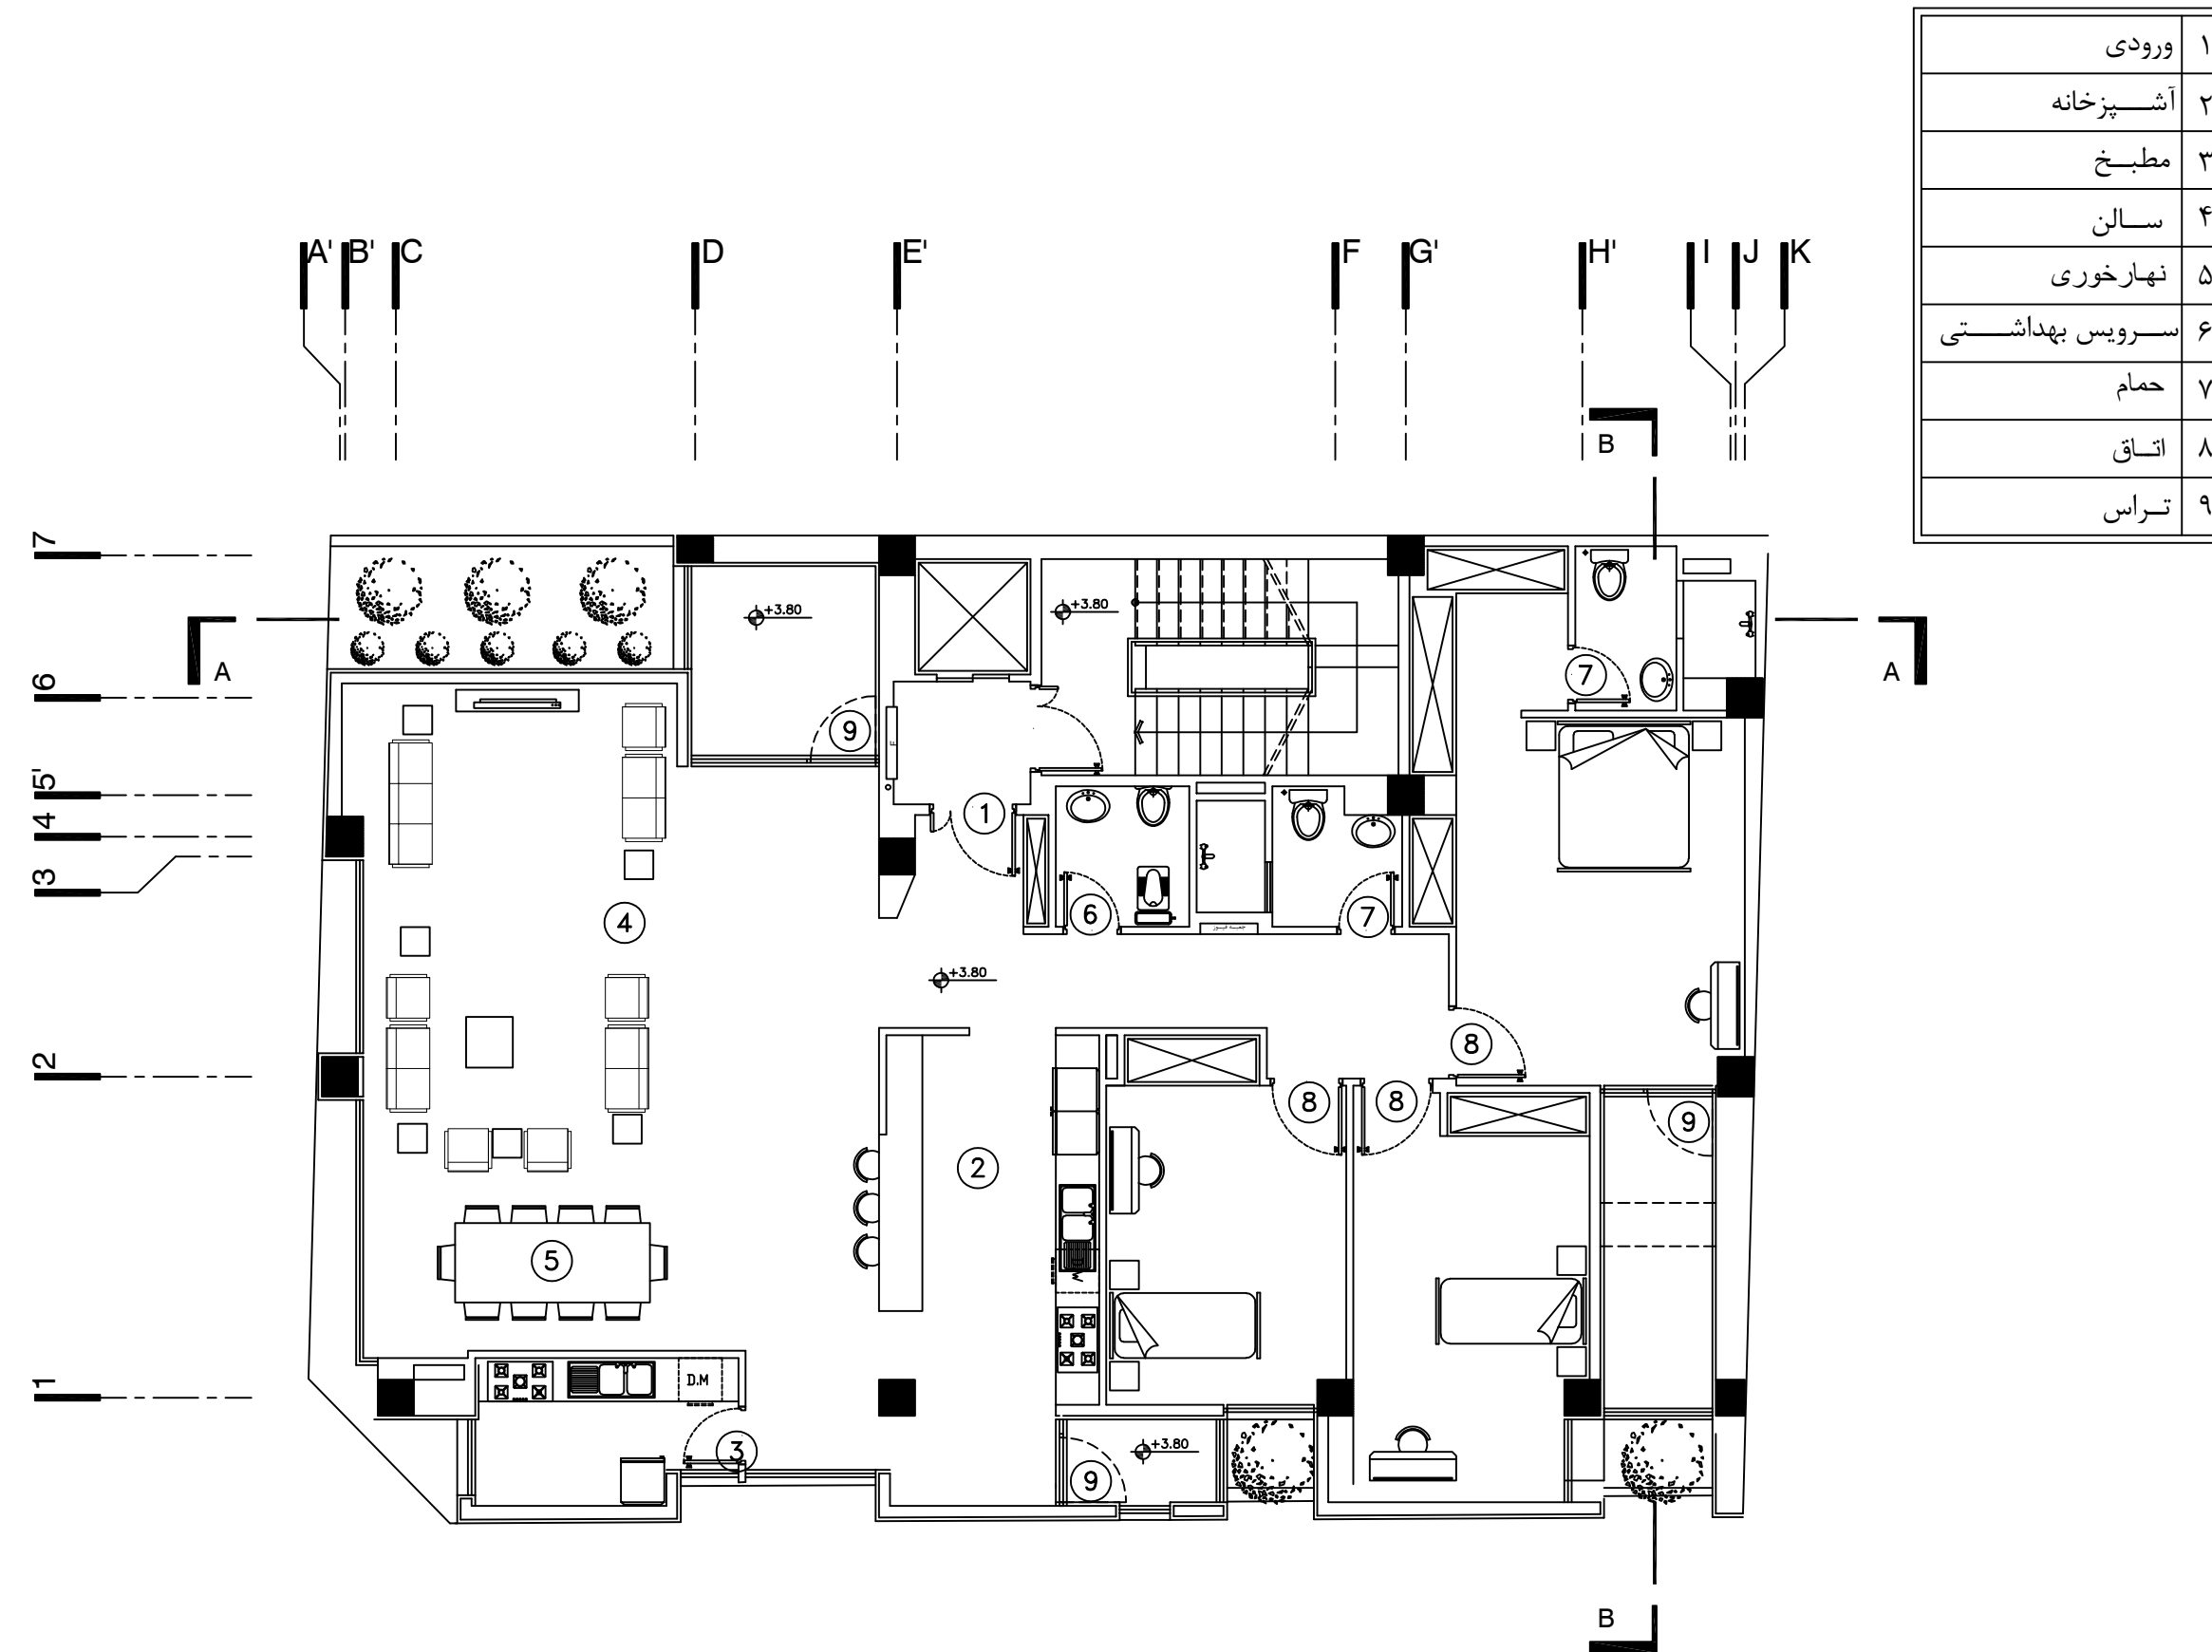 ۱ ورودی
۲ آشپزخانه
۳ مطبخ
۴ سالن
۵ نهارخوری
۶ سرویس بهداشتی
۷ حمام
۸ اتاق
۹ تراس
A' B' C D E' F G' H' I J K
B
7
A A
+3.80 +3.80
6
7
9
5'
4
1
3
6 7
4
+3.80
2
8
8 8
9
2
5
1
D.M
3
+3.80
9
B